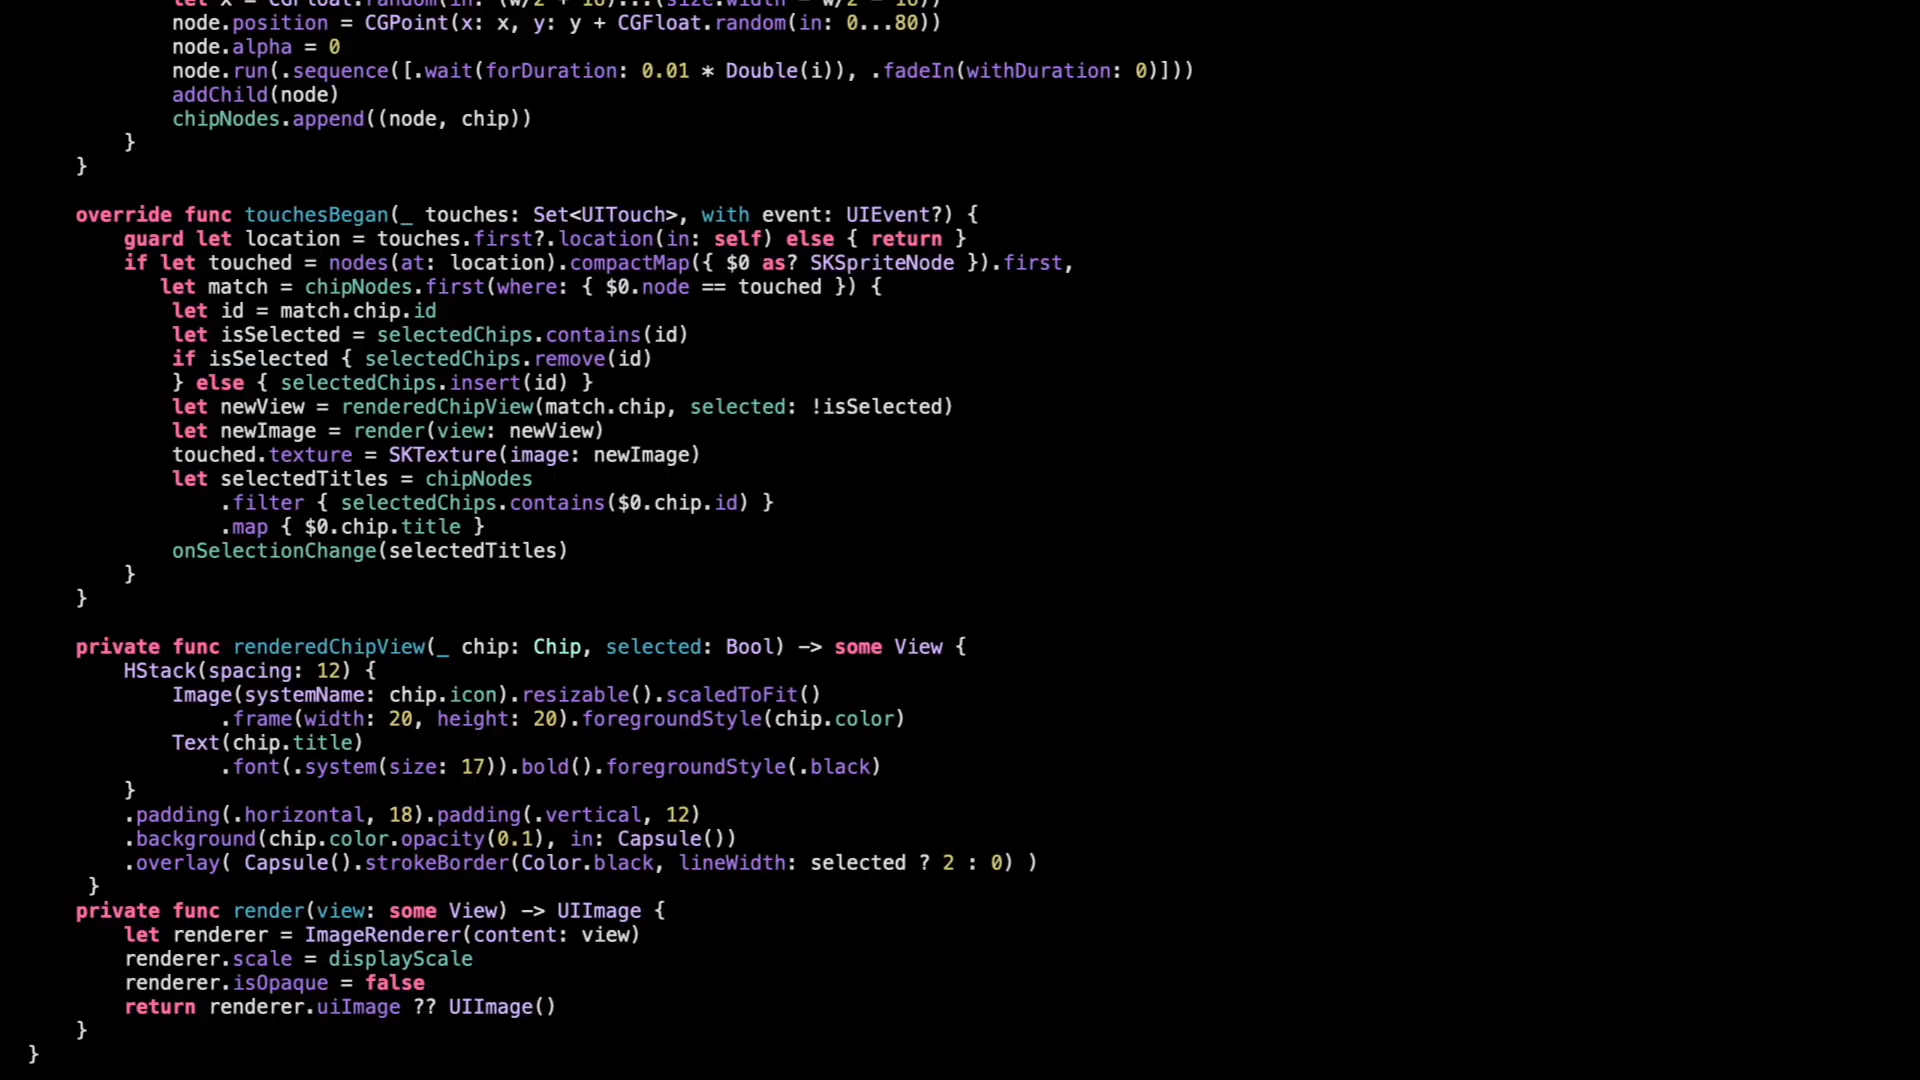 let x = CGFloat.random(in: (w/2 + 16)...(size.width - w/2 - 16))
node.position = CGPoint(x: x, y: y + CGFloat.random(in: 0...80))
node.alpha = 0
node.run(.sequence([.wait(forDuration: 0.01 * Double(i)), .fadeIn(withDuration: 0)]))
addChild(node)
chipNodes.append((node, chip))
}
}
override func touchesBegan(_ touches: Set<UITouch>, with event: UIEvent?) {
guard let location = touches.first?.location(in: self) else { return }
if let touched = nodes(at: location).compactMap({ $0 as? SKSpriteNode }).first,
let match = chipNodes.first(where: { $0.node == touched }) {
let id = match.chip.id
let isSelected = selectedChips.contains(id)
if isSelected { selectedChips.remove(id)
} else { selectedChips.insert(id) }
let newView = renderedChipView(match.chip, selected: !isSelected)
let newImage = render(view: newView)
touched.texture = SKTexture(image: newImage)
let selectedTitles = chipNodes
.filter { selectedChips.contains($0.chip.id) }
.map { $0.chip.title }
onSelectionChange(selectedTitles)
}
}
private func renderedChipView(_ chip: Chip, selected: Bool) -> some View {
HStack(spacing: 12) {
Image(systemName: chip.icon).resizable().scaledToFit()
.frame(width: 20, height: 20).foregroundStyle(chip.color)
Text(chip.title)
.font(.system(size: 17)).bold().foregroundStyle(.black)
}
.padding(.horizontal, 18).padding(.vertical, 12)
.background(chip.color.opacity(0.1), in: Capsule())
.overlay( Capsule().strokeBorder(Color.black, lineWidth: selected ? 2 : 0) )
}
private func render(view: some View) -> UIImage {
let renderer = ImageRenderer(content: view)
renderer.scale = displayScale
renderer.isOpaque = false
return renderer.uiImage ?? UIImage()
}
}